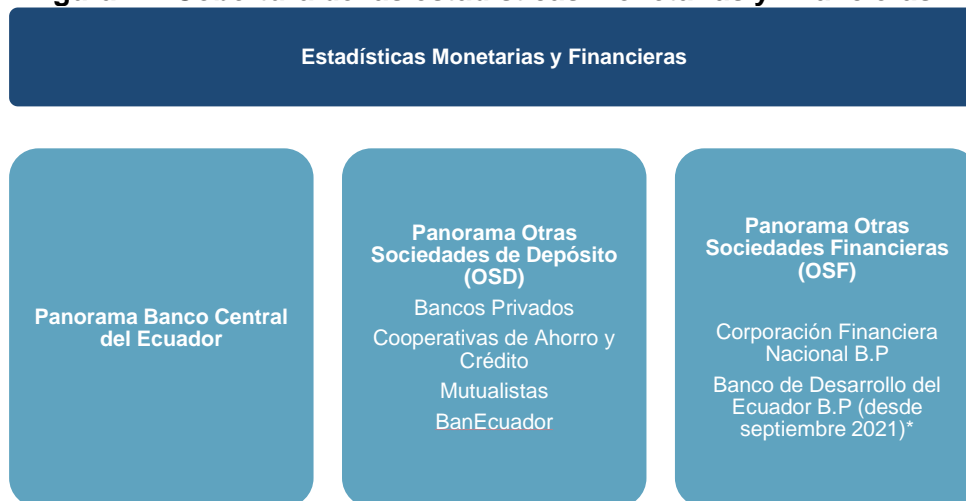 Estadísticas Monetarias y Financieras
Panorama Banco Central
del Ecuador
Panorama Otras
Sociedades de Depósito
(OSD)
Bancos Privados
Cooperativas de Ahorro y
Crédito
Mutualistas
BanEcuador
Panorama Otras
Sociedades Financieras
(OSF)
Corporación Financiera
Nacional B.P
Banco de Desarrollo del
Ecuador B.P (desde
septiembre 2021)*